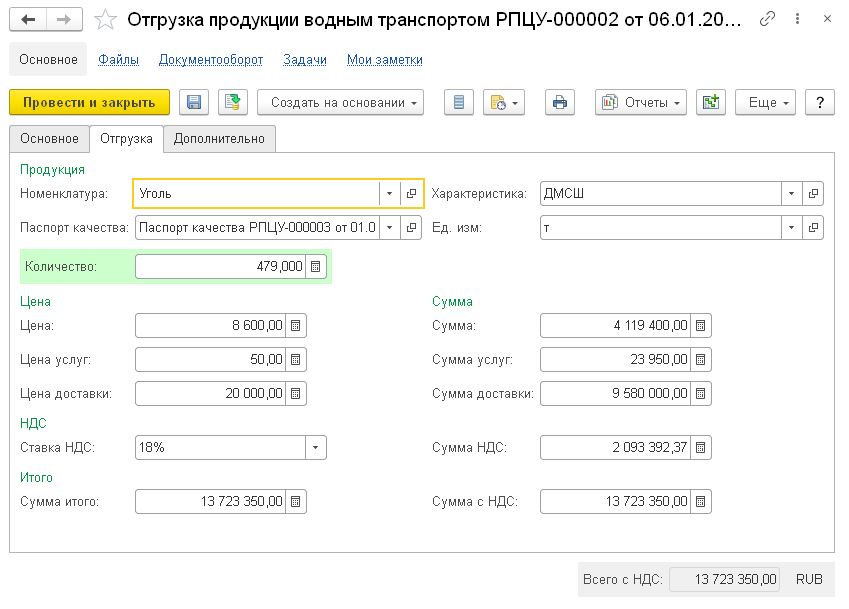 Отгрузка продукции водным транспортом РПЦУ-000002 от 06.01.20...
Основное Файлы Документооборот Задачи Мои заметки
Провести и закрыть Создать на основании Отчеты Еще ?
Основное Отгрузка Дополнительно
Продукция
Номенклатура: Уголь Характеристика: ДМСШ
Паспорт качества: Паспорт качества РПЦУ-000003 от 01.0 Ед. изм: т
Количество: 479,000
Цена Сумма
Цена: 8 600,00 Сумма: 4 119 400,00
Цена услуг: 50,00 Сумма услуг: 23 950,00
Цена доставки: 20 000,00 Сумма доставки: 9 580 000,00
НДС
Ставка НДС: 18% Сумма НДС: 2 093 392,37
Итого
Сумма итого: 13 723 350,00 Сумма с НДС: 13 723 350,00
Всего с НДС: 13 723 350,00 RUB